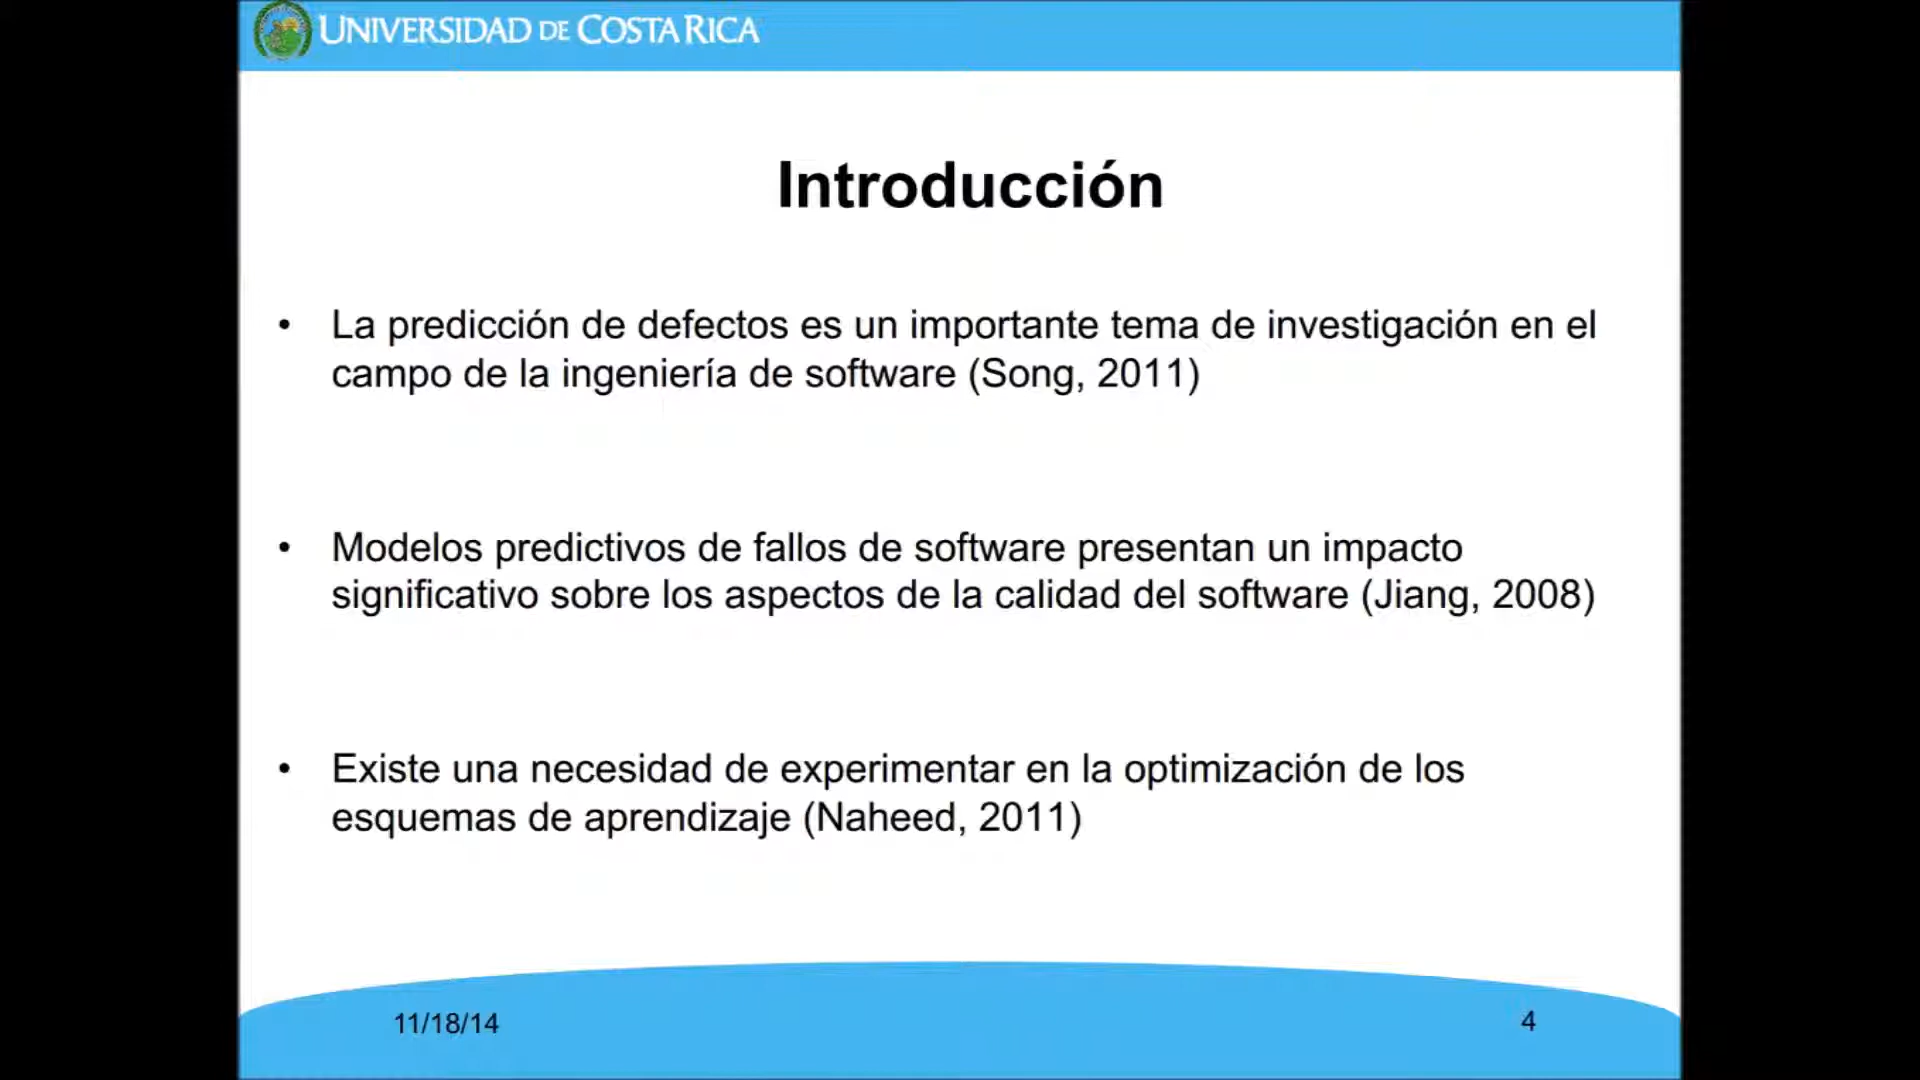 UNIVERSIDAD DE COSTA RICA
Introducción
• La predicción de defectos es un importante tema de investigación en el
campo de la ingeniería de software (Song, 2011)
• Modelos predictivos de fallos de software presentan un impacto
significativo sobre los aspectos de la calidad del software (Jiang, 2008)
• Existe una necesidad de experimentar en la optimización de los
esquemas de aprendizaje (Naheed, 2011)
11/18/14
4